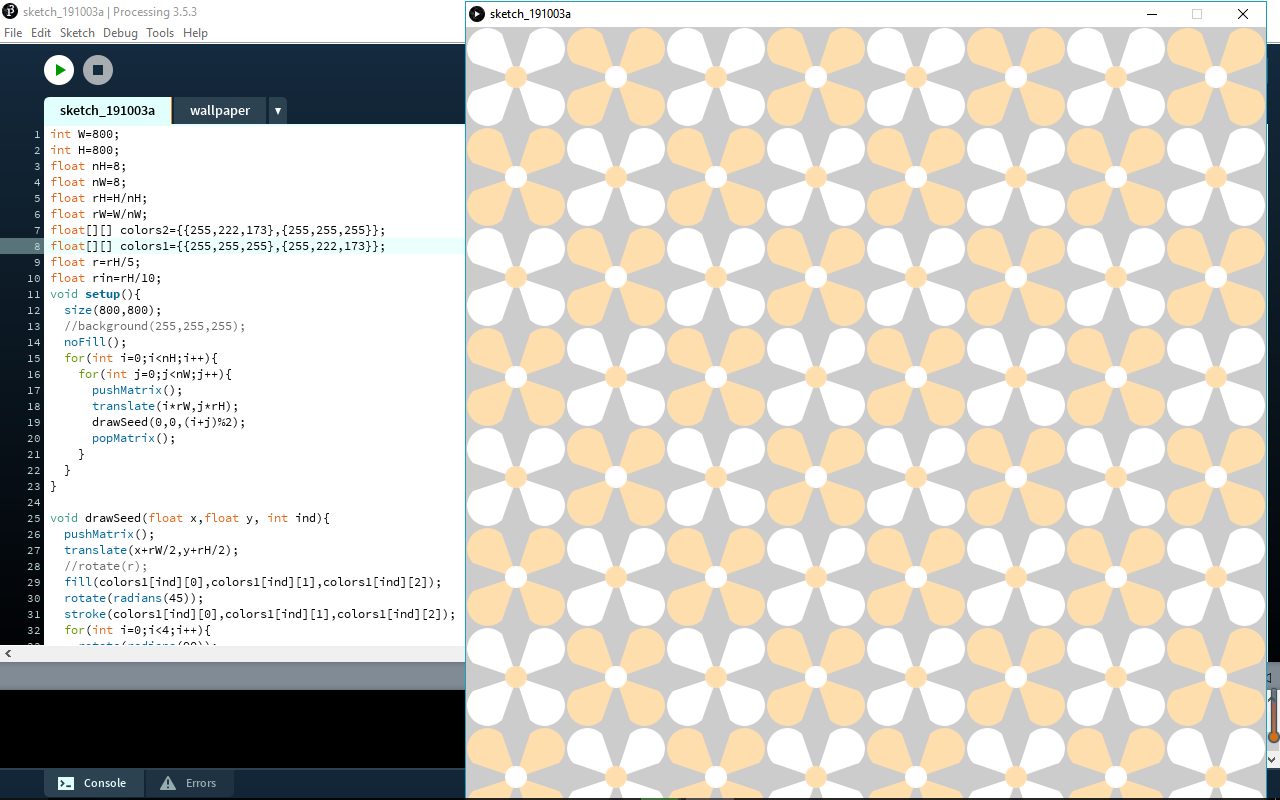 sketch_191003a | Processing 3.5.3
File Edit Sketch Debug Tools Help
sketch_191003a
wallpaper
sketch_191003a
1 int W=800;
2 int H=800;
3 float nH=8;
4 float nW=8;
5 float rH=H/nH;
6 float rW=W/nW;
7 float[][] colors2={{255,222,173},{255,255,255}};
8 float[][] colors1={{255,255,255},{255,222,173}};
9 float r=rH/5;
10 float rin=rH/10;
11 void setup(){
12   size(800,800);
13   //background(255,255,255);
14   noFill();
15   for(int i=0;i<nH;i++){
16     for(int j=0;j<nW;j++){
17       pushMatrix();
18       translate(i*rW,j*rH);
19       drawSeed(0,0,(i+j)%2);
20       popMatrix();
21     }
22   }
23 }
24
25 void drawSeed(float x,float y, int ind){
26   pushMatrix();
27   translate(x+rW/2,y+rH/2);
28   //rotate(r);
29   fill(colors1[ind][0],colors1[ind][1],colors1[ind][2]);
30   rotate(radians(45));
31   stroke(colors1[ind][0],colors1[ind][1],colors1[ind][2]);
32   for(int i=0;i<4;i++){
Console
Errors